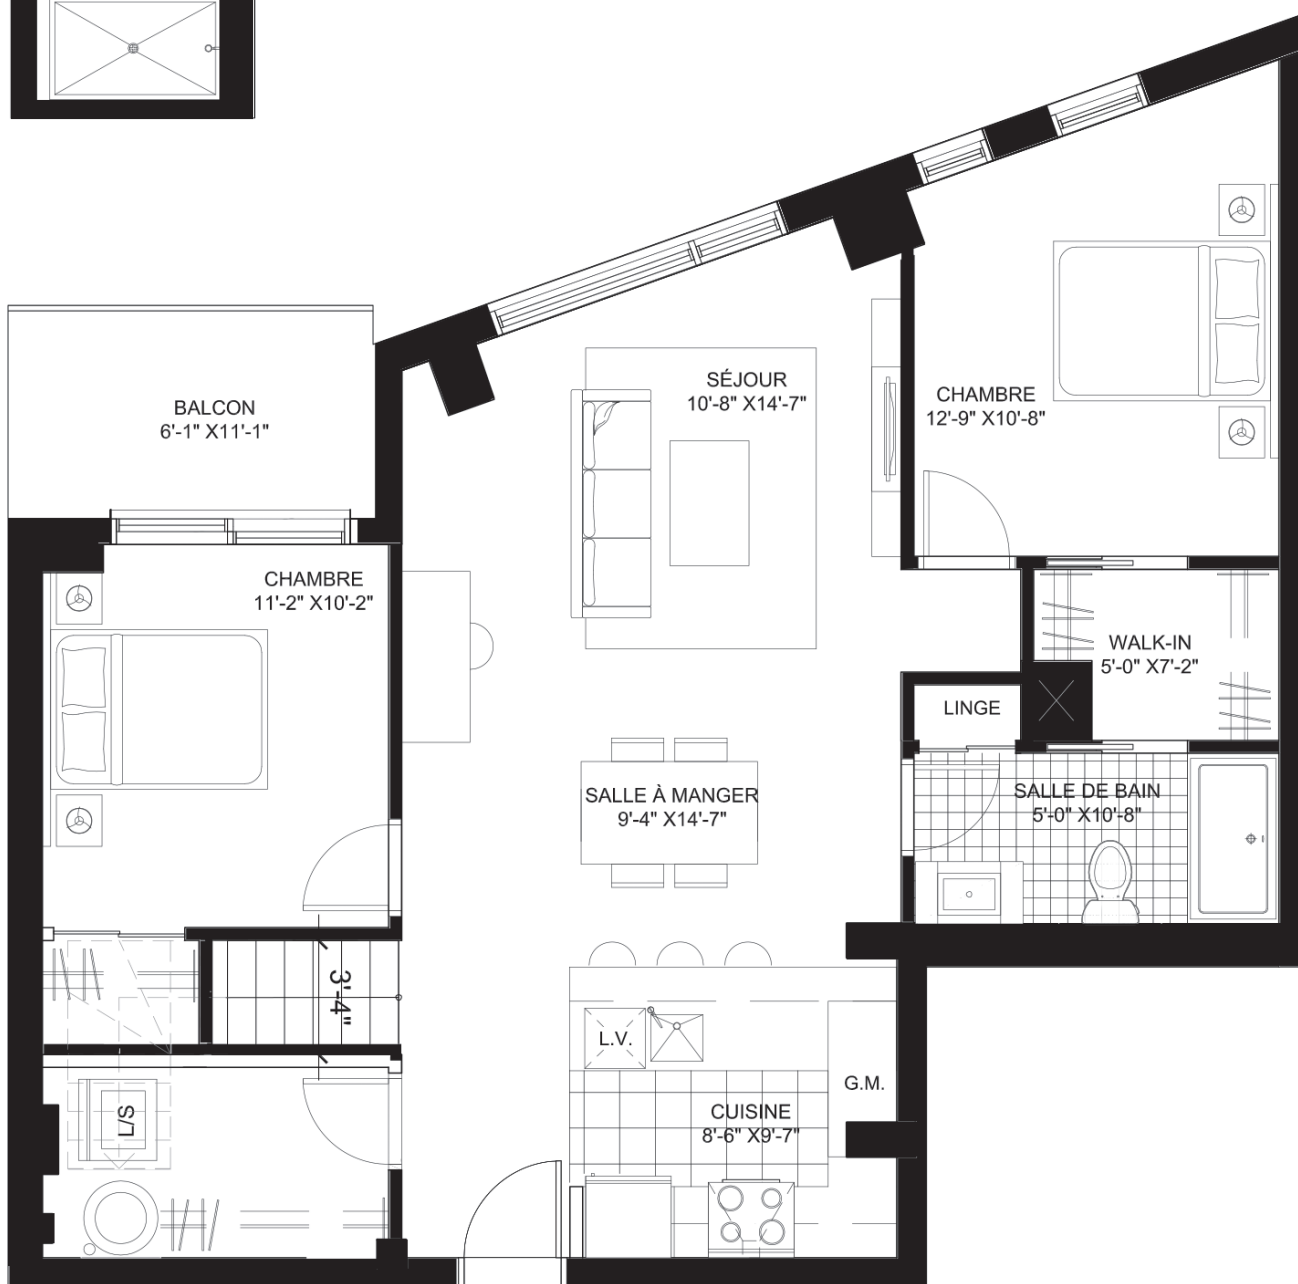 SÉJOUR
10'-8" X14'-7"
CHAMBRE
12'-9" X10'-8"
BALCON
6'-1" X11'-1"
CHAMBRE
11'-2" X10'-2"
WALK-IN
5'-0" X7'-2"
LINGE
SALLE À MANGER
9'-4" X14'-7"
SALLE DE BAIN
5'-0" X10'-8"
3'-4"
L.V.
G.M.
L/S
CUISINE
8'-6" X9'-7"